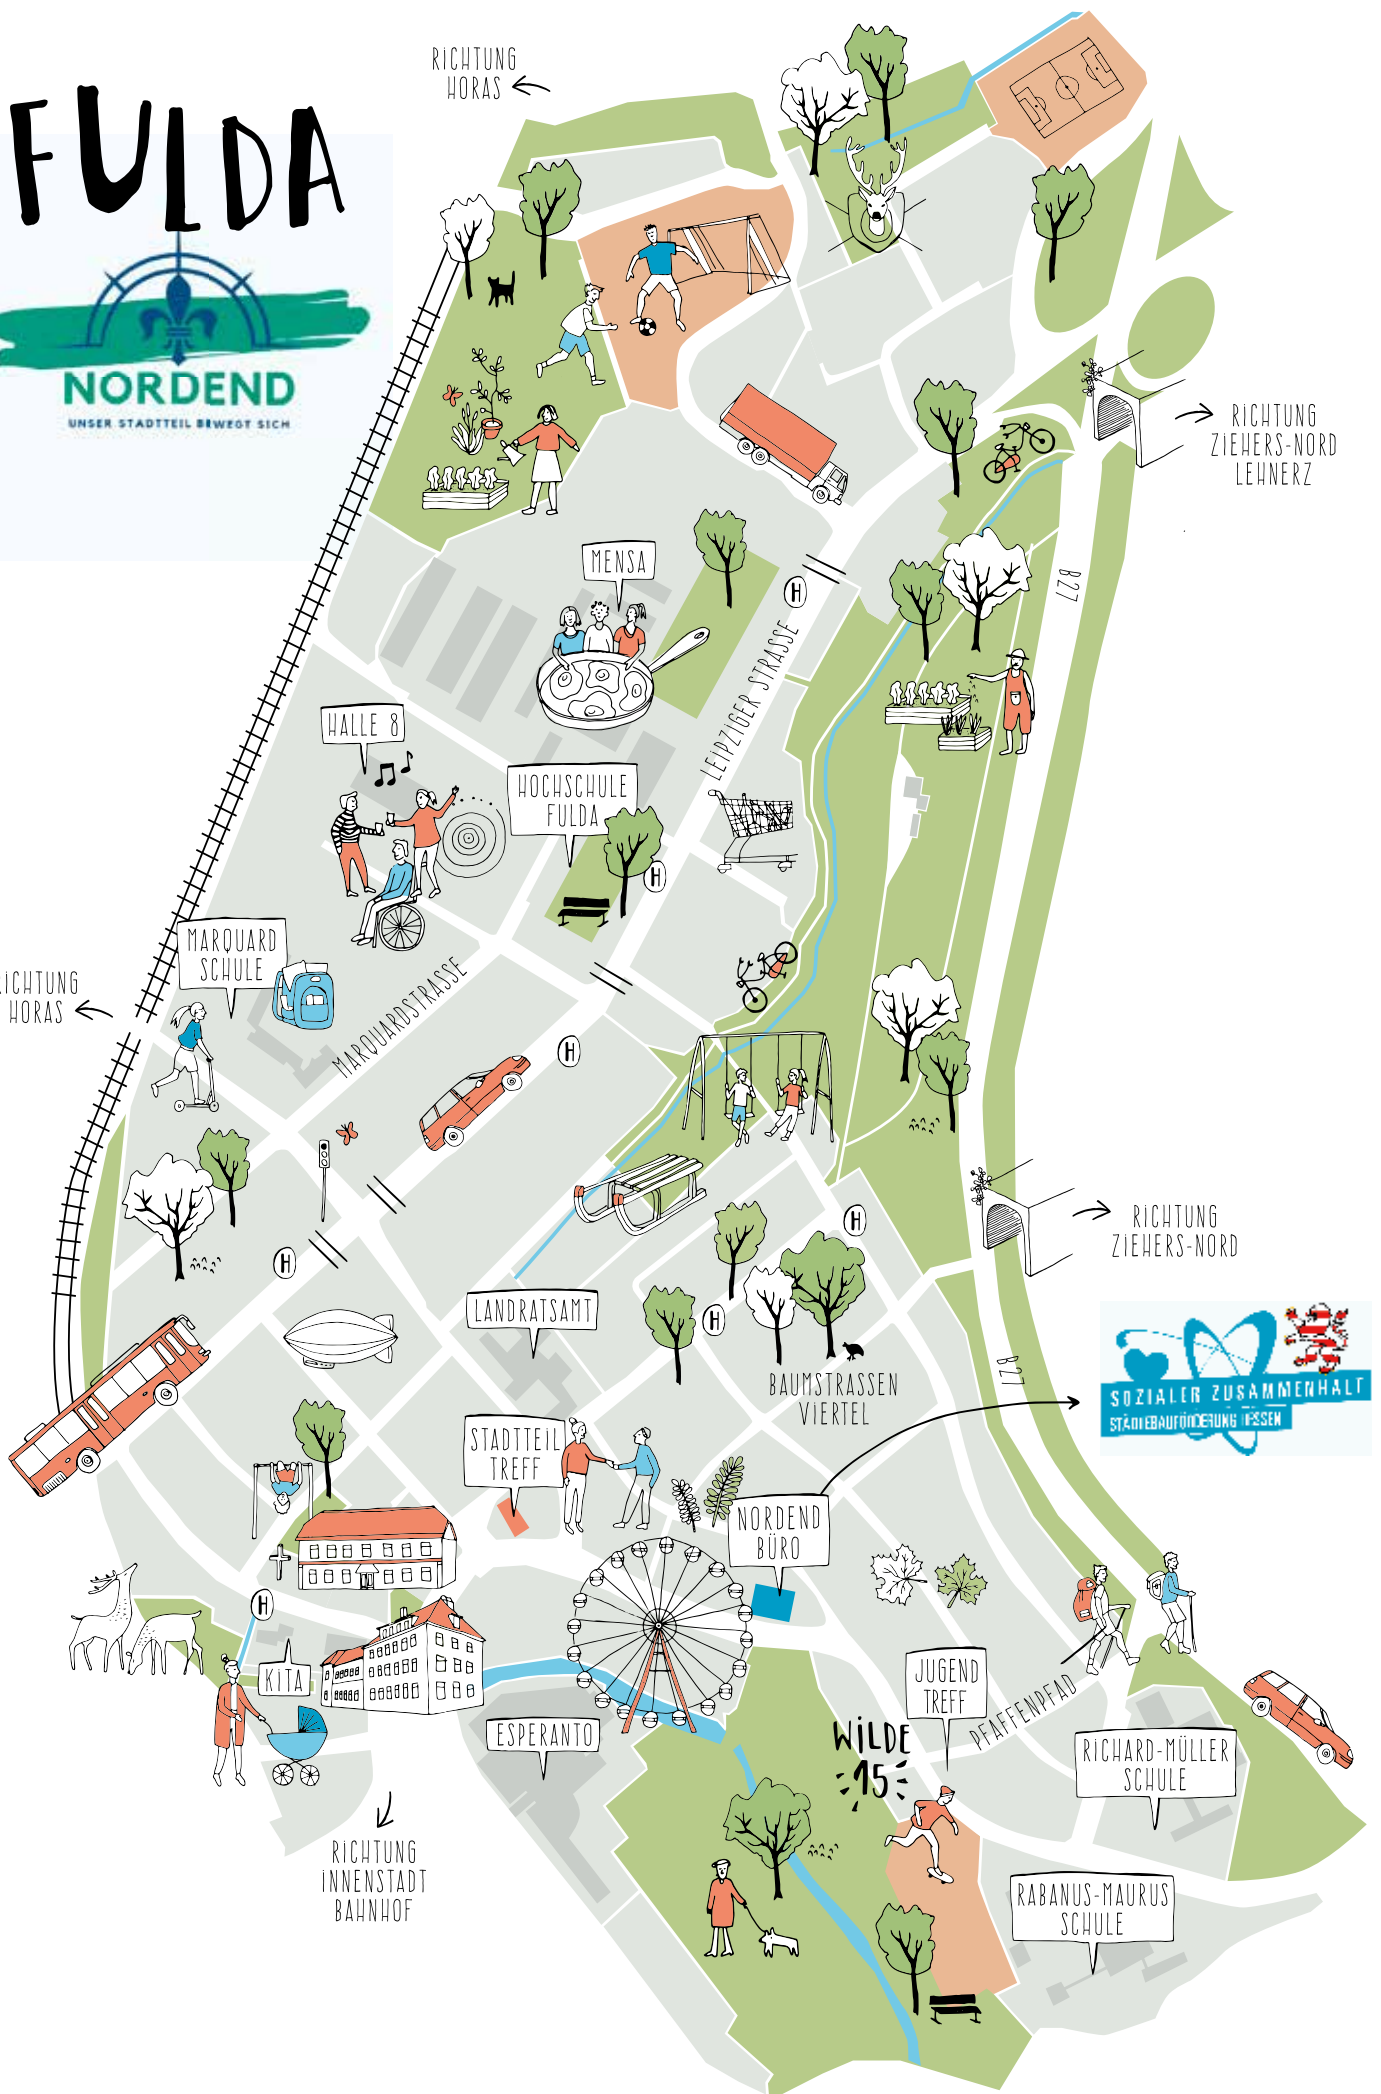 RICHTUNG
HORAS
FULDA
NORDEND
UNSER STADTTEIL BEWEGT SICH
RICHTUNG
ZIEHERS-NORD
LEHNERZ
MENSA
H
B27
LEIPZIGER STRASSE
HALLE 8
HOCHSCHULE
FULDA
H
MARQUARD
SCHULE
MARQUARDSTRASSE
RICHTUNG
HORAS
H
H
RICHTUNG
ZIEHERS-NORD
H
LANDRATSAMT
H
BAUMSTRASSEN
VIERTEL
B27
SOZIALER ZUSAMMENHALT
STÄDTEBAUFÖRDERUNG HESSEN
STADTTEIL
TREFF
NORDEND
BÜRO
H
KITA
ESPERANTO
JUGEND
TREFF
PFAFFENPFAD
WILDE
15
RICHARD-MÜLLER
SCHULE
RICHTUNG
INNENSTADT
BAHNHOF
RABANUS-MAURUS
SCHULE